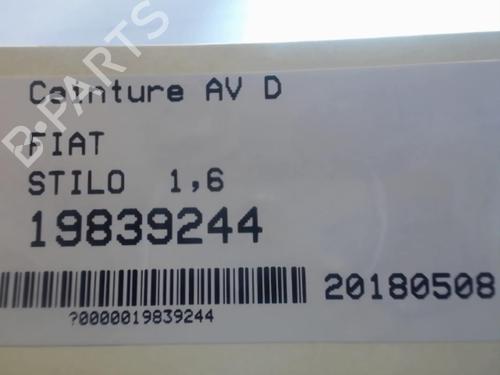 Ceinture AV D
FIAT
STILO 1,6
19839244
20180508
?0000019839244
B-PARTS